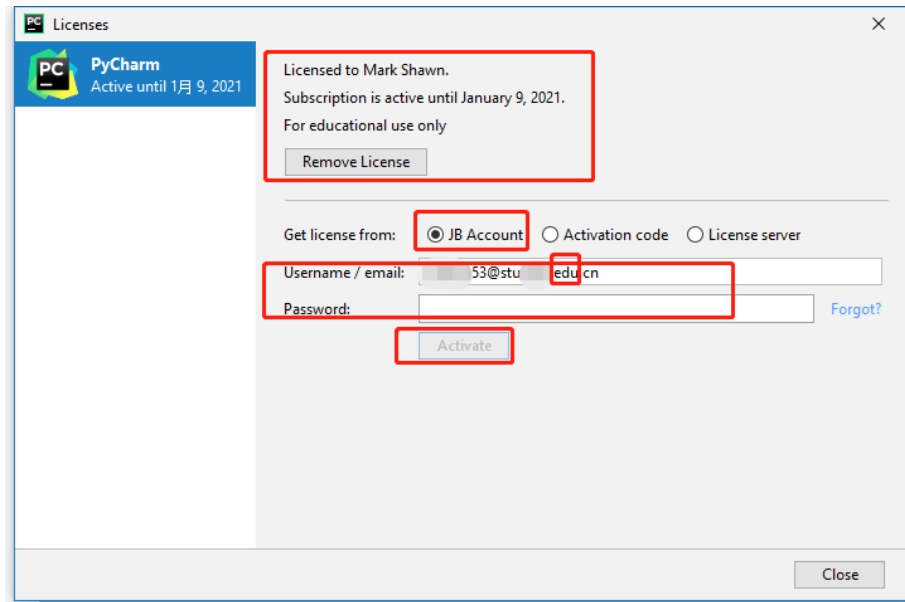 PC Licenses
PC PyCharm
Active until 1月 9, 2021
Licensed to Mark Shawn.
Subscription is active until January 9, 2021.
For educational use only
Remove License
Get license from: JB Account Activation code License server
Username / email: 53@stu edu.cn
Password: Forgot?
Activate
Close